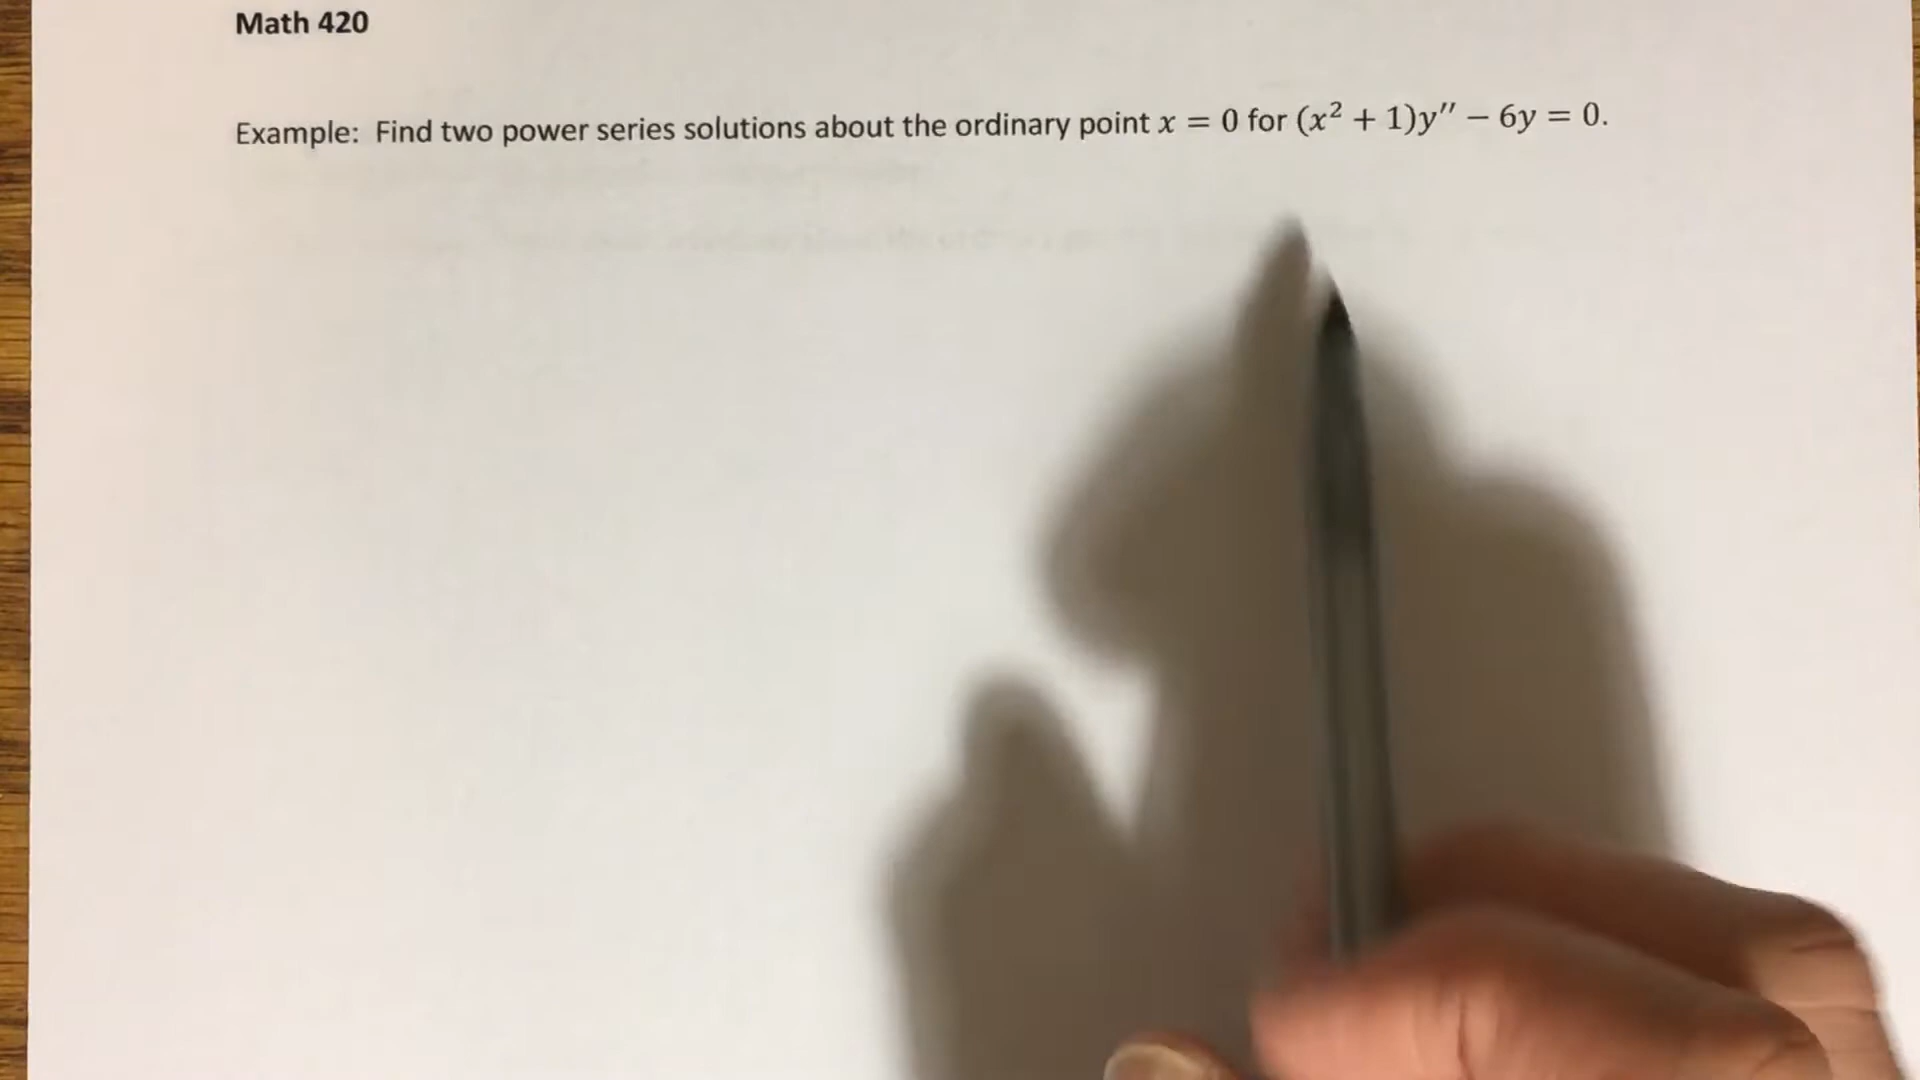 Math 420
Example: Find two power series solutions about the ordinary point x = 0 for (x² + 1)y″ − 6y = 0.